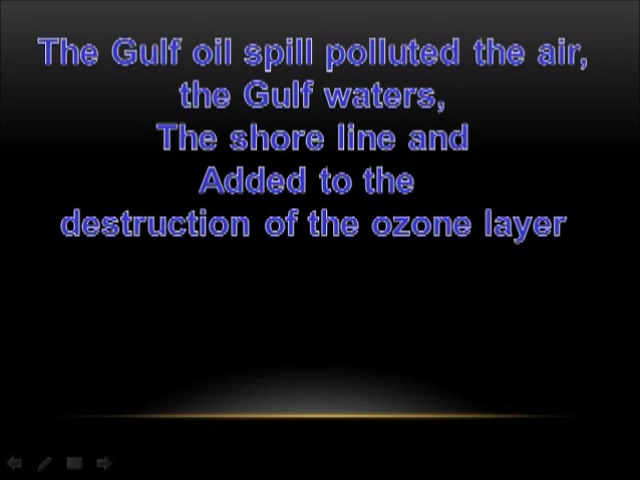 The Gulf oil spill polluted the air,
the Gulf waters,
The shore line and
Added to the
destruction of the ozone layer